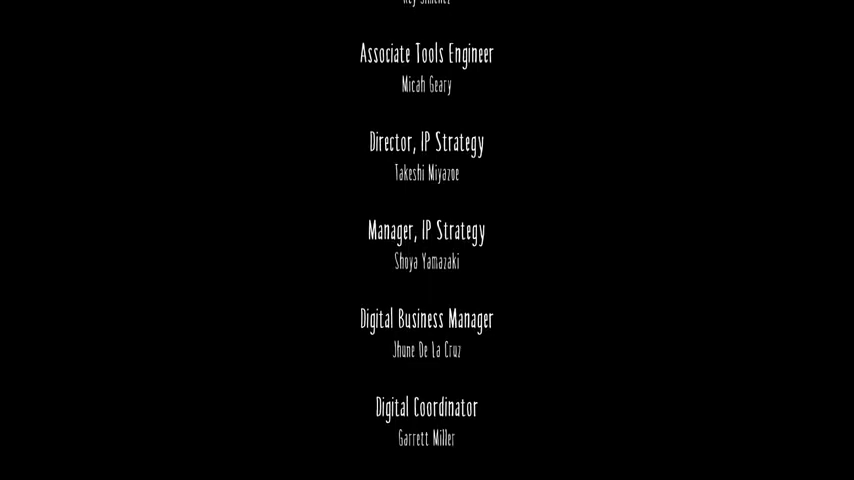 Associate Tools Engineer
Micah Geary
Director, IP Strategy
Takeshi Miyazoe
Manager, IP Strategy
Shoya Yamazaki
Digital Business Manager
Jhune De La Cruz
Digital Coordinator
Garrett Miller